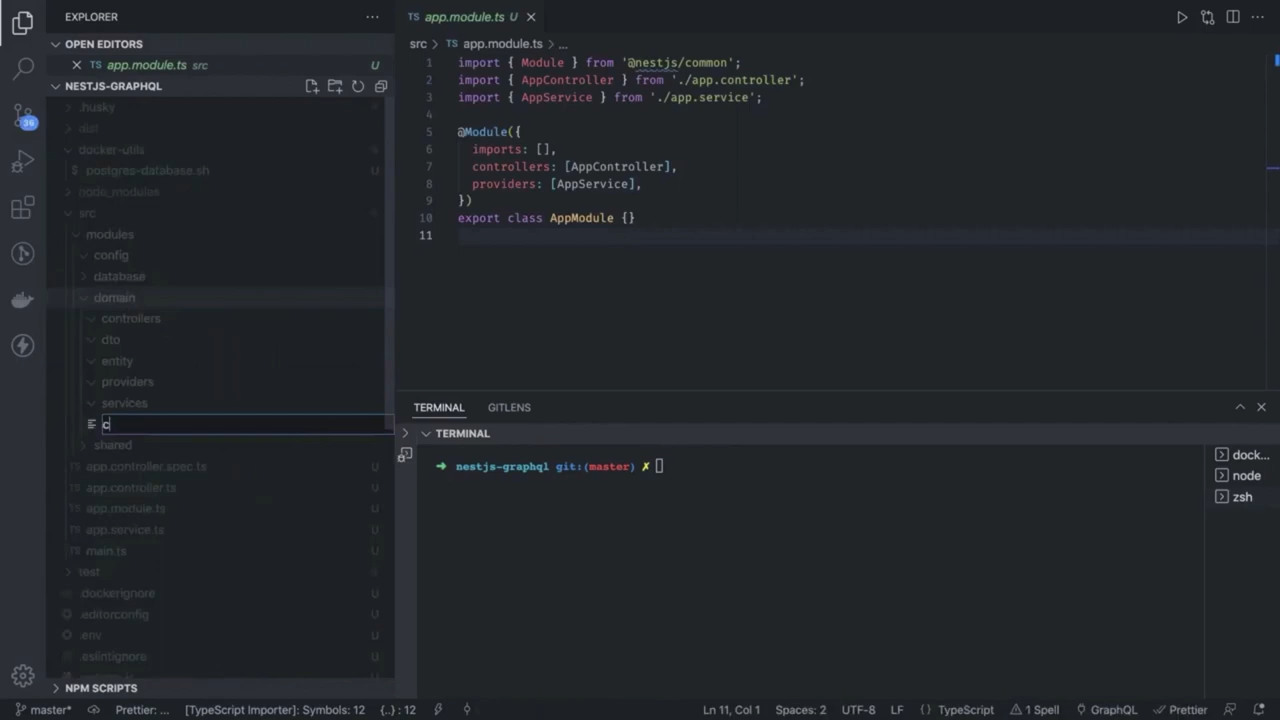 EXPLORER
OPEN EDITORS
TS app.module.ts src U
NESTJS-GRAPHQL
.husky
dist
docker-utils
$ postgres-database.sh U
node_modules
src
modules
config
database
domain
controllers
dto
entity
providers
services
c
shared
TS app.controller.spec.ts U
TS app.controller.ts U
TS app.module.ts U
TS app.service.ts U
TS main.ts U
test
.dockerignore U
.editorconfig U
.env U
.eslintignore U
NPM SCRIPTS
36
TS app.module.ts U
src > TS app.module.ts > ...
1 import { Module } from '@nestjs/common';
2 import { AppController } from './app.controller';
3 import { AppService } from './app.service';
4
5 @Module({
6 imports: [],
7 controllers: [AppController],
8 providers: [AppService],
9 })
10 export class AppModule {}
11
TERMINAL GITLENS
TERMINAL
➜ nestjs-graphql git:(master) ✗
dock...
node
zsh
master* Prettier: ... [TypeScript Importer]: Symbols: 12 {..} : 12 Ln 11, Col 1 Spaces: 2 UTF-8 LF {} TypeScript 1 Spell GraphQL Prettier